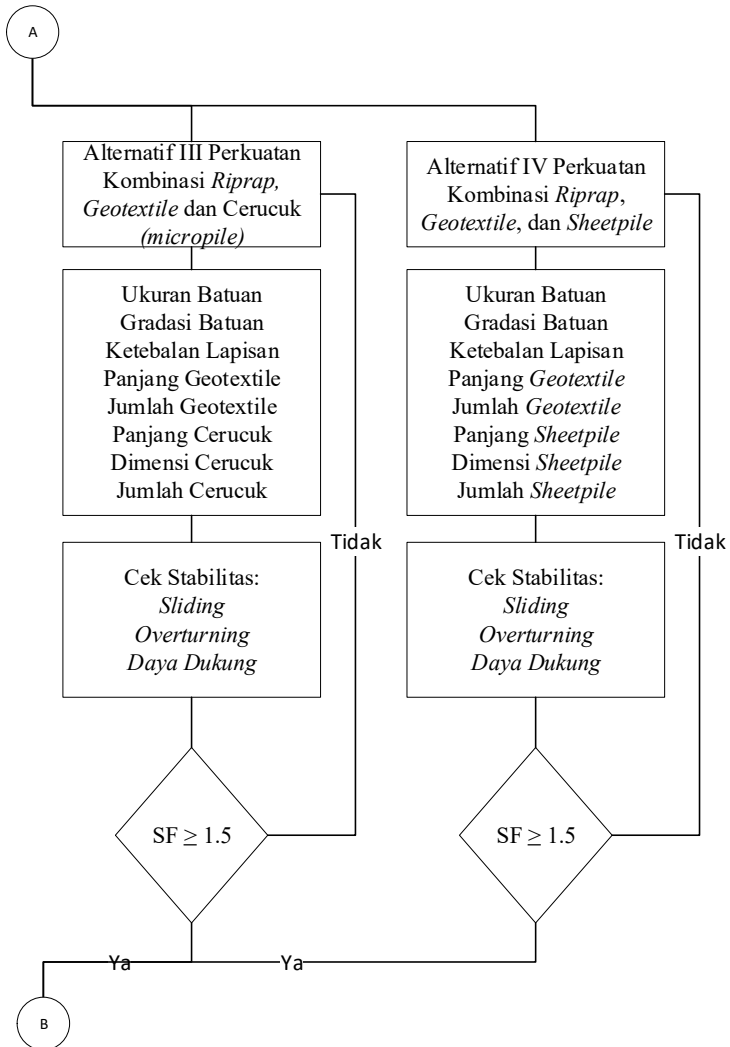 A
Alternatif III Perkuatan
Kombinasi Riprap,
Geotextile dan Cerucuk
(micropile)
Ukuran Batuan
Gradasi Batuan
Ketebalan Lapisan
Panjang Geotextile
Jumlah Geotextile
Panjang Cerucuk
Dimensi Cerucuk
Jumlah Cerucuk
Cek Stabilitas:
Sliding
Overturning
Daya Dukung
Tidak
SF ≥ 1.5
Ya
Alternatif IV Perkuatan
Kombinasi Riprap,
Geotextile, dan Sheetpile
Ukuran Batuan
Gradasi Batuan
Ketebalan Lapisan
Panjang Geotextile
Jumlah Geotextile
Panjang Sheetpile
Dimensi Sheetpile
Jumlah Sheetpile
Cek Stabilitas:
Sliding
Overturning
Daya Dukung
Tidak
SF ≥ 1.5
Ya
B